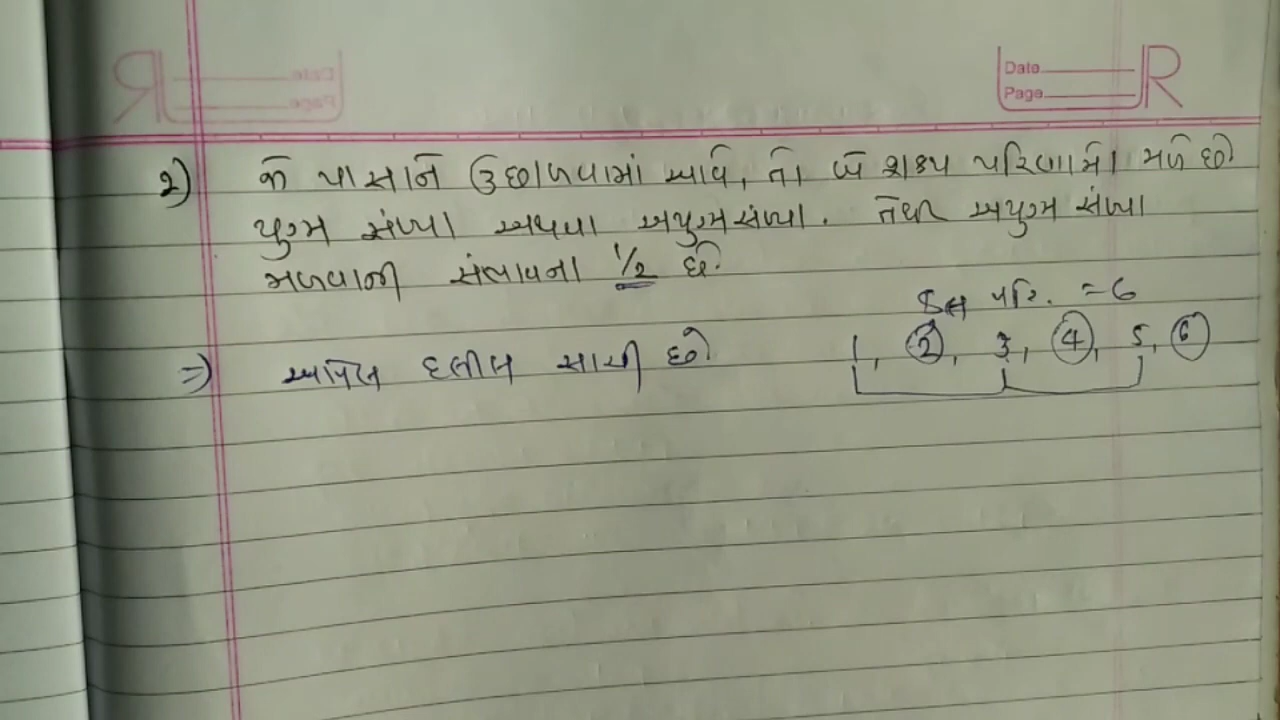 Date
Page
R
૨) જો પાસાને ઉછાળવામાં આવે, તો બે શક્ય પરિણામો મળે છે
યુગ્મ સંખ્યા અથવા અયુગ્મ સંખ્યા. તેથી અયુગ્મ સંખ્યા
મળવાની સંભાવના 1/2 છે.
કુલ પરિ. = 6
⇒) આપેલ દલીલ સાચી છે. 1, 2, 3, 4, 5, 6